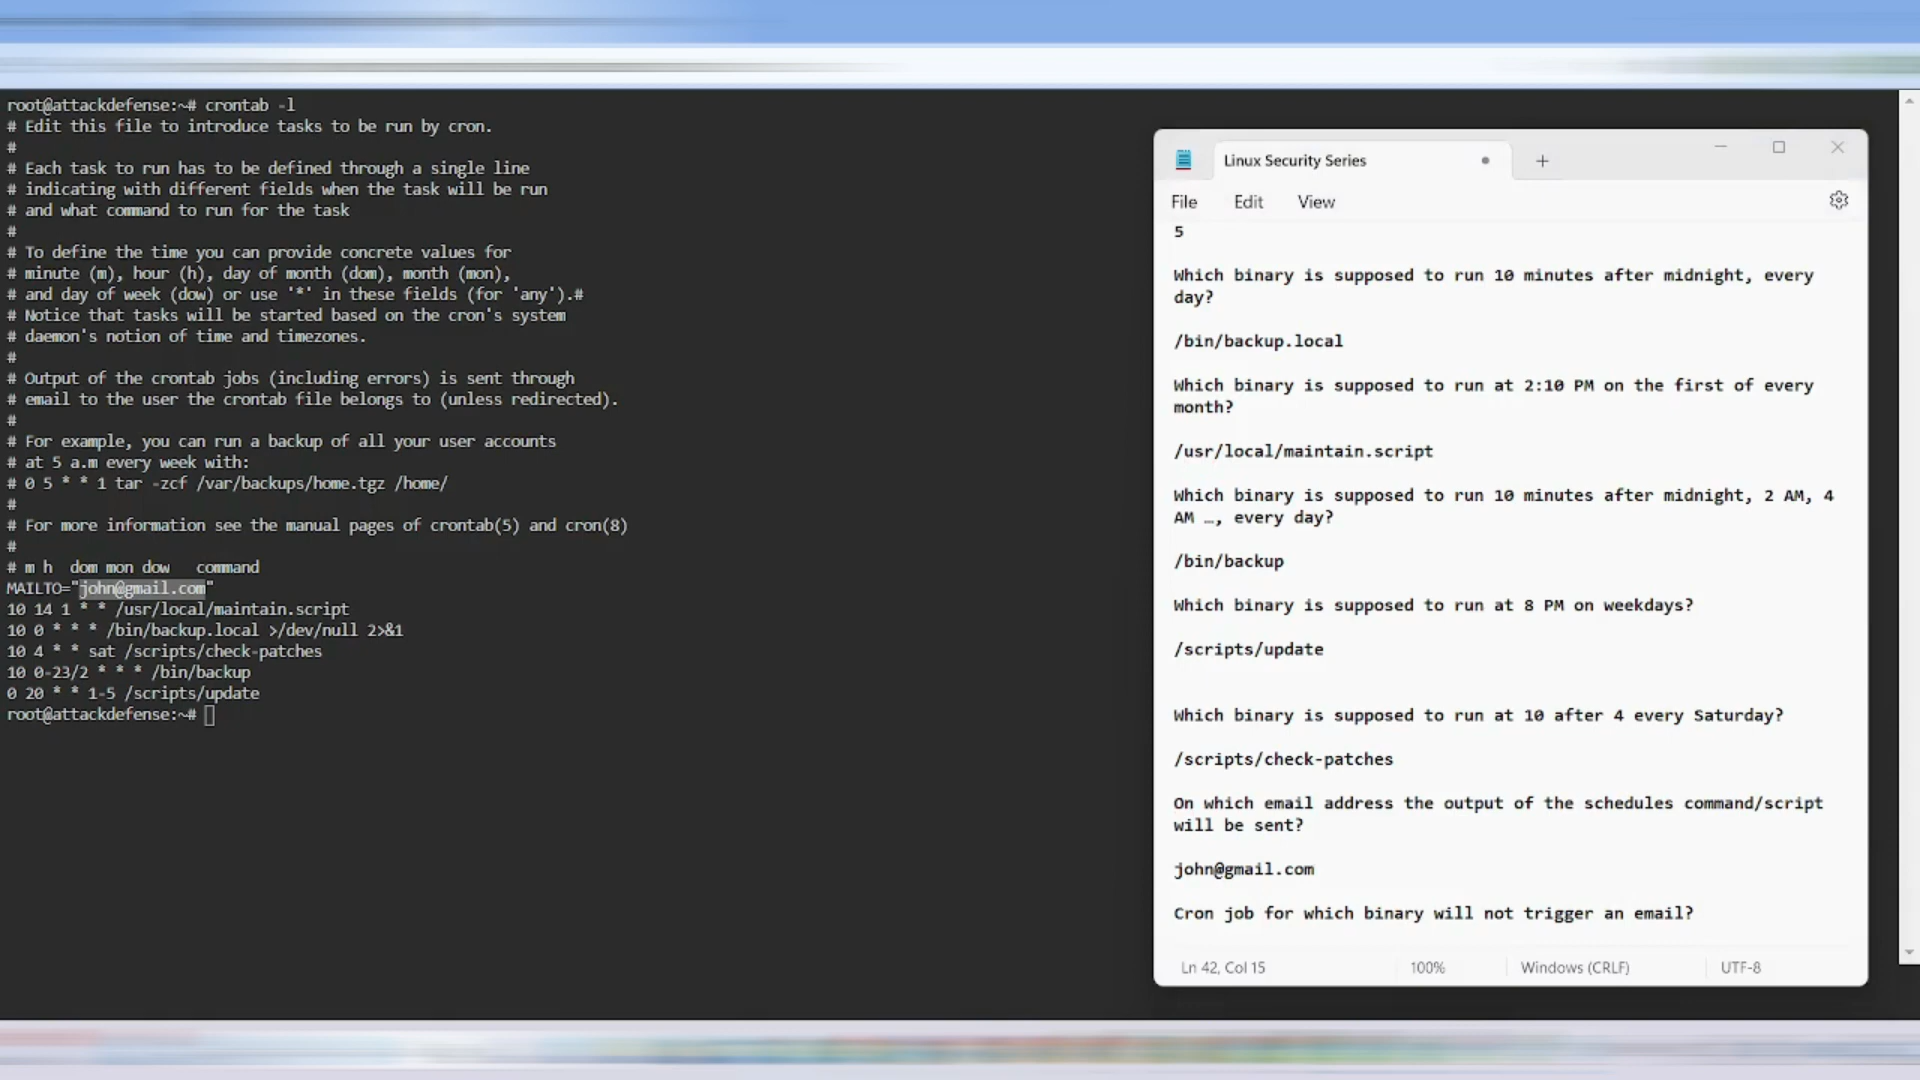 root@attackdefense:~# crontab -l
# Edit this file to introduce tasks to be run by cron.
#
# Each task to run has to be defined through a single line
# indicating with different fields when the task will be run
# and what command to run for the task
#
# To define the time you can provide concrete values for
# minute (m), hour (h), day of month (dom), month (mon),
# and day of week (dow) or use '*' in these fields (for 'any').#
# Notice that tasks will be started based on the cron's system
# daemon's notion of time and timezones.
#
# Output of the crontab jobs (including errors) is sent through
# email to the user the crontab file belongs to (unless redirected).
#
# For example, you can run a backup of all your user accounts
# at 5 a.m every week with:
# 0 5 * * 1 tar -zcf /var/backups/home.tgz /home/
#
# For more information see the manual pages of crontab(5) and cron(8)
#
# m h  dom mon dow   command
MAILTO="john@gmail.com"
10 14 1 * * /usr/local/maintain.script
10 0 * * * /bin/backup.local >/dev/null 2>&1
10 4 * * sat /scripts/check-patches
10 0-23/2 * * * /bin/backup
0 20 * * 1-5 /scripts/update
root@attackdefense:~#
Linux Security Series
File Edit View
5
Which binary is supposed to run 10 minutes after midnight, every
day?
/bin/backup.local
Which binary is supposed to run at 2:10 PM on the first of every
month?
/usr/local/maintain.script
Which binary is supposed to run 10 minutes after midnight, 2 AM, 4
AM …, every day?
/bin/backup
Which binary is supposed to run at 8 PM on weekdays?
/scripts/update
Which binary is supposed to run at 10 after 4 every Saturday?
/scripts/check-patches
On which email address the output of the schedules command/script
will be sent?
john@gmail.com
Cron job for which binary will not trigger an email?
Ln 42, Col 15 100% Windows (CRLF) UTF-8